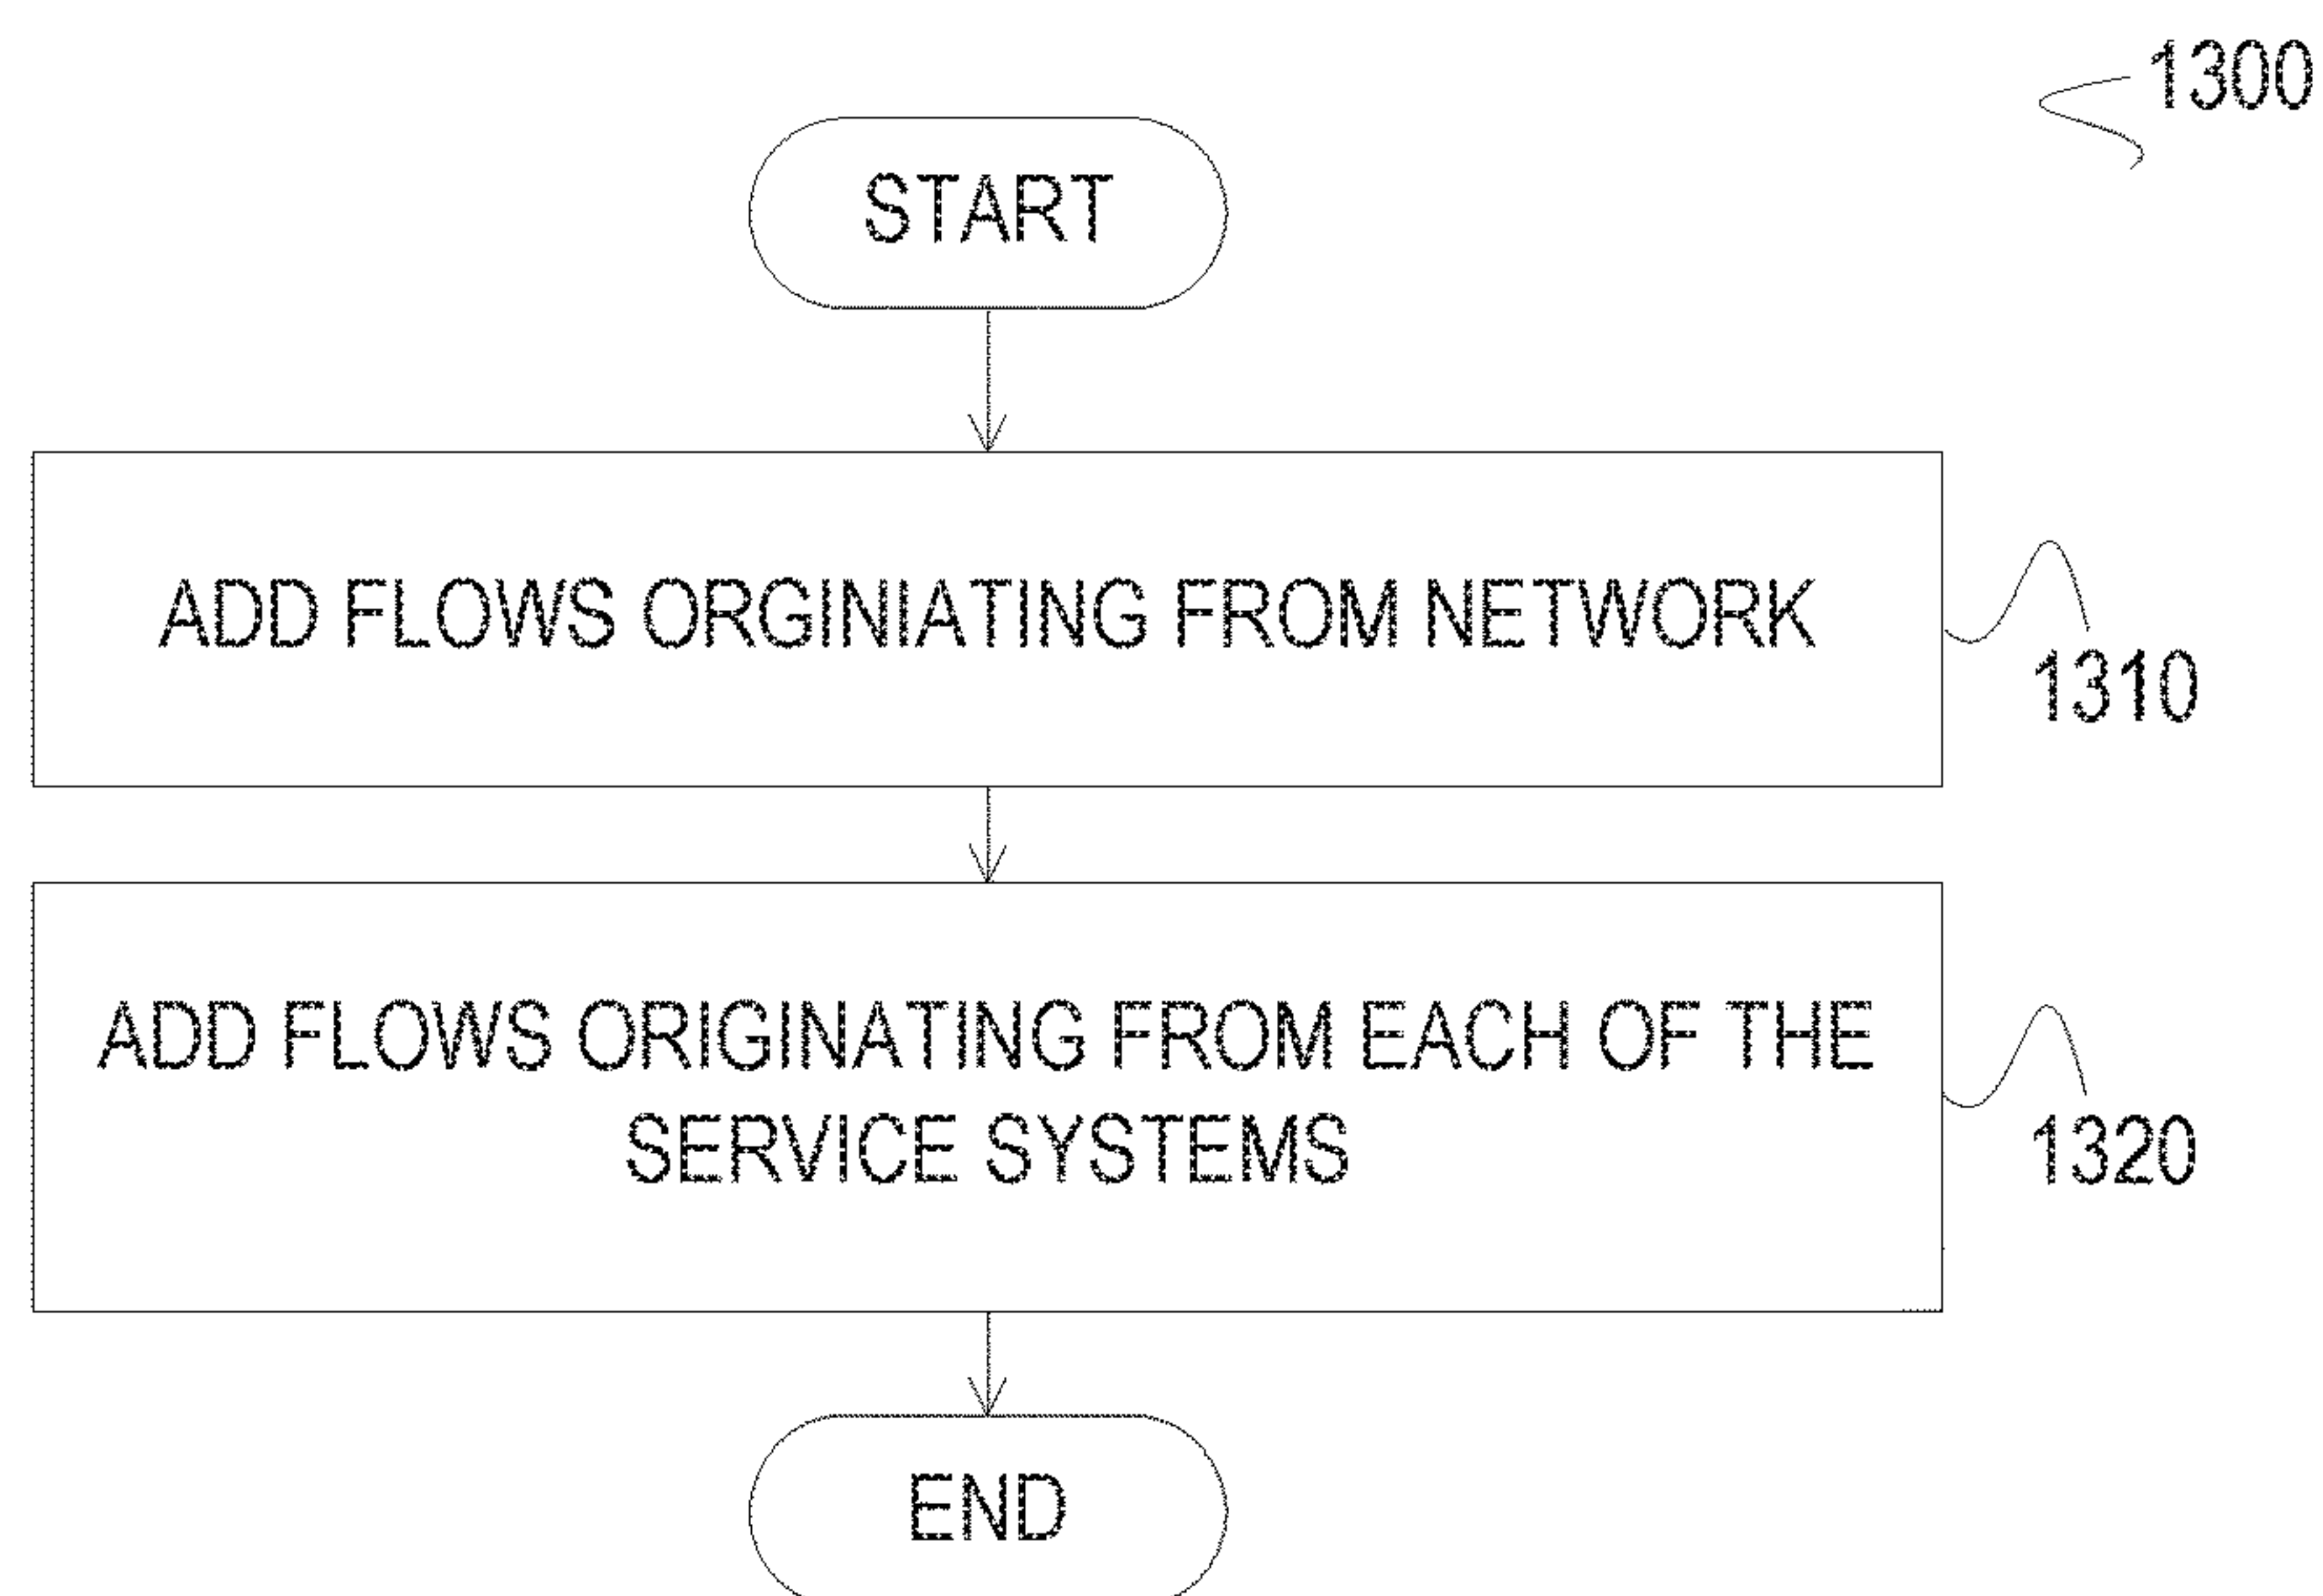 1300
START
ADD FLOWS ORGINIATING FROM NETWORK
1310
ADD FLOWS ORIGINATING FROM EACH OF THE
SERVICE SYSTEMS
1320
END